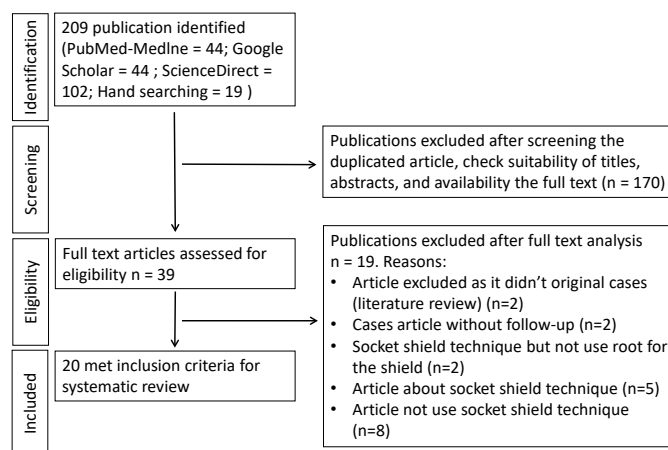 Identification
209 publication identified
(PubMed-Medlne = 44; Google
Scholar = 44 ; ScienceDirect =
102; Hand searching = 19 )
Screening
Publications excluded after screening the
duplicated article, check suitability of titles,
abstracts, and availability the full text (n = 170)
Eligibility
Full text articles assessed for
eligibility n = 39
Publications excluded after full text analysis
n = 19. Reasons:
• Article excluded as it didn’t original cases
(literature review) (n=2)
• Cases article without follow-up (n=2)
• Socket shield technique but not use root for
the shield (n=2)
• Article about socket shield technique (n=5)
• Article not use socket shield technique
(n=8)
Included
20 met inclusion criteria for
systematic review